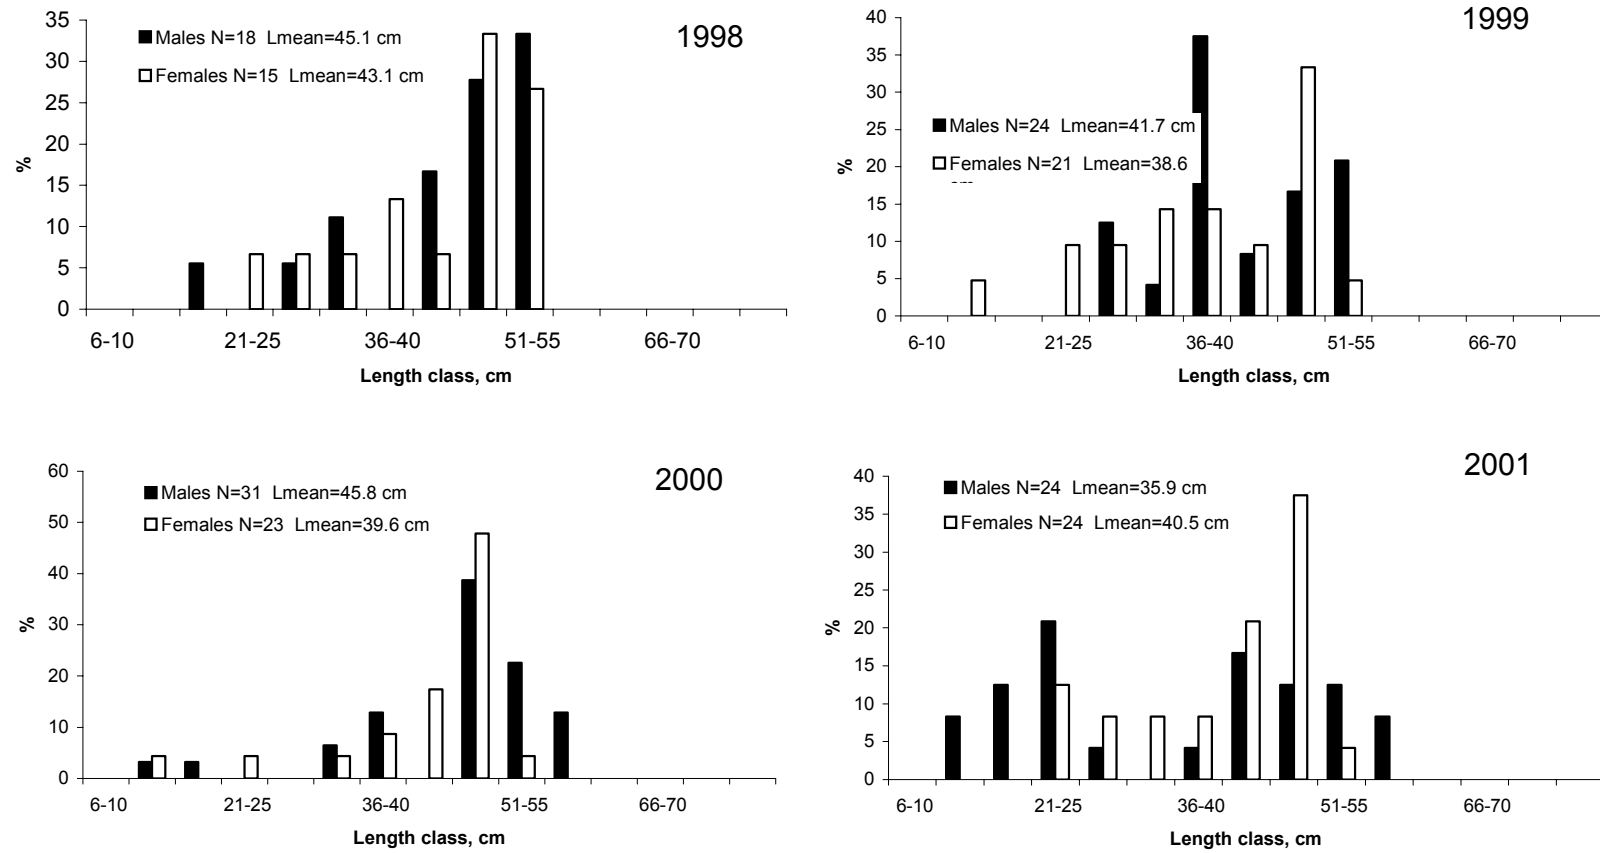 1998
35
30
25
20
15
10
5
0
%
Males N=18 Lmean=45.1 cm
Females N=15 Lmean=43.1 cm
6-10 21-25 36-40 51-55 66-70
Length class, cm
1999
40
35
30
25
20
15
10
5
0
%
Males N=24 Lmean=41.7 cm
Females N=21 Lmean=38.6
6-10 21-25 36-40 51-55 66-70
Length class, cm
2000
60
50
40
30
20
10
0
%
Males N=31 Lmean=45.8 cm
Females N=23 Lmean=39.6 cm
6-10 21-25 36-40 51-55 66-70
Length class, cm
2001
40
35
30
25
20
15
10
5
0
%
Males N=24 Lmean=35.9 cm
Females N=24 Lmean=40.5 cm
6-10 21-25 36-40 51-55 66-70
Length class, cm